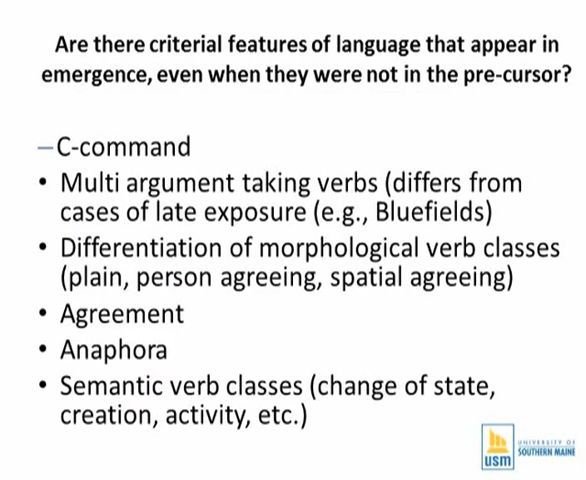 Are there criterial features of language that appear in
emergence, even when they were not in the pre-cursor?
–C-command
• Multi argument taking verbs (differs from
cases of late exposure (e.g., Bluefields)
• Differentiation of morphological verb classes
(plain, person agreeing, spatial agreeing)
• Agreement
• Anaphora
• Semantic verb classes (change of state,
creation, activity, etc.)
UNIVERSITY OF
SOUTHERN MAINE
usm